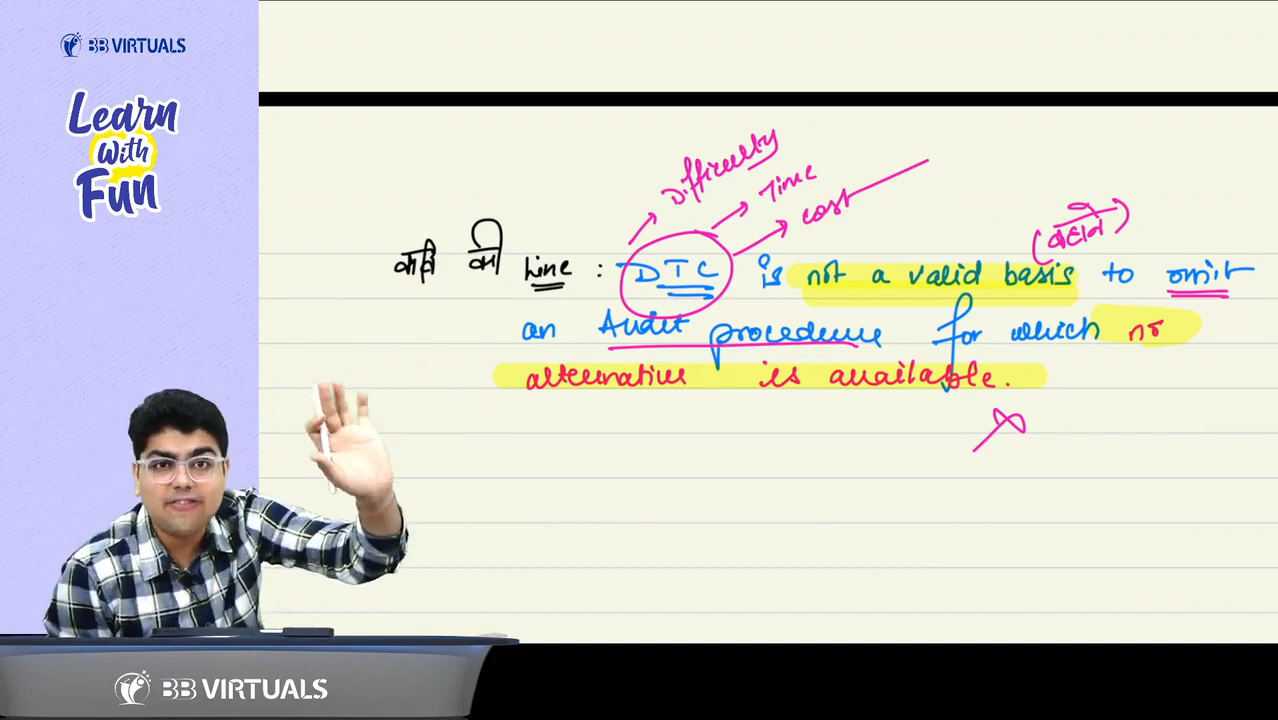 BB VIRTUALS
Learn
With
Fun
Difficulty
Time
cost
(बहाना)
कही भी Line : DTC is not a valid basis to omit
an Audit procedure for which no
alternative is available.
BB VIRTUALS